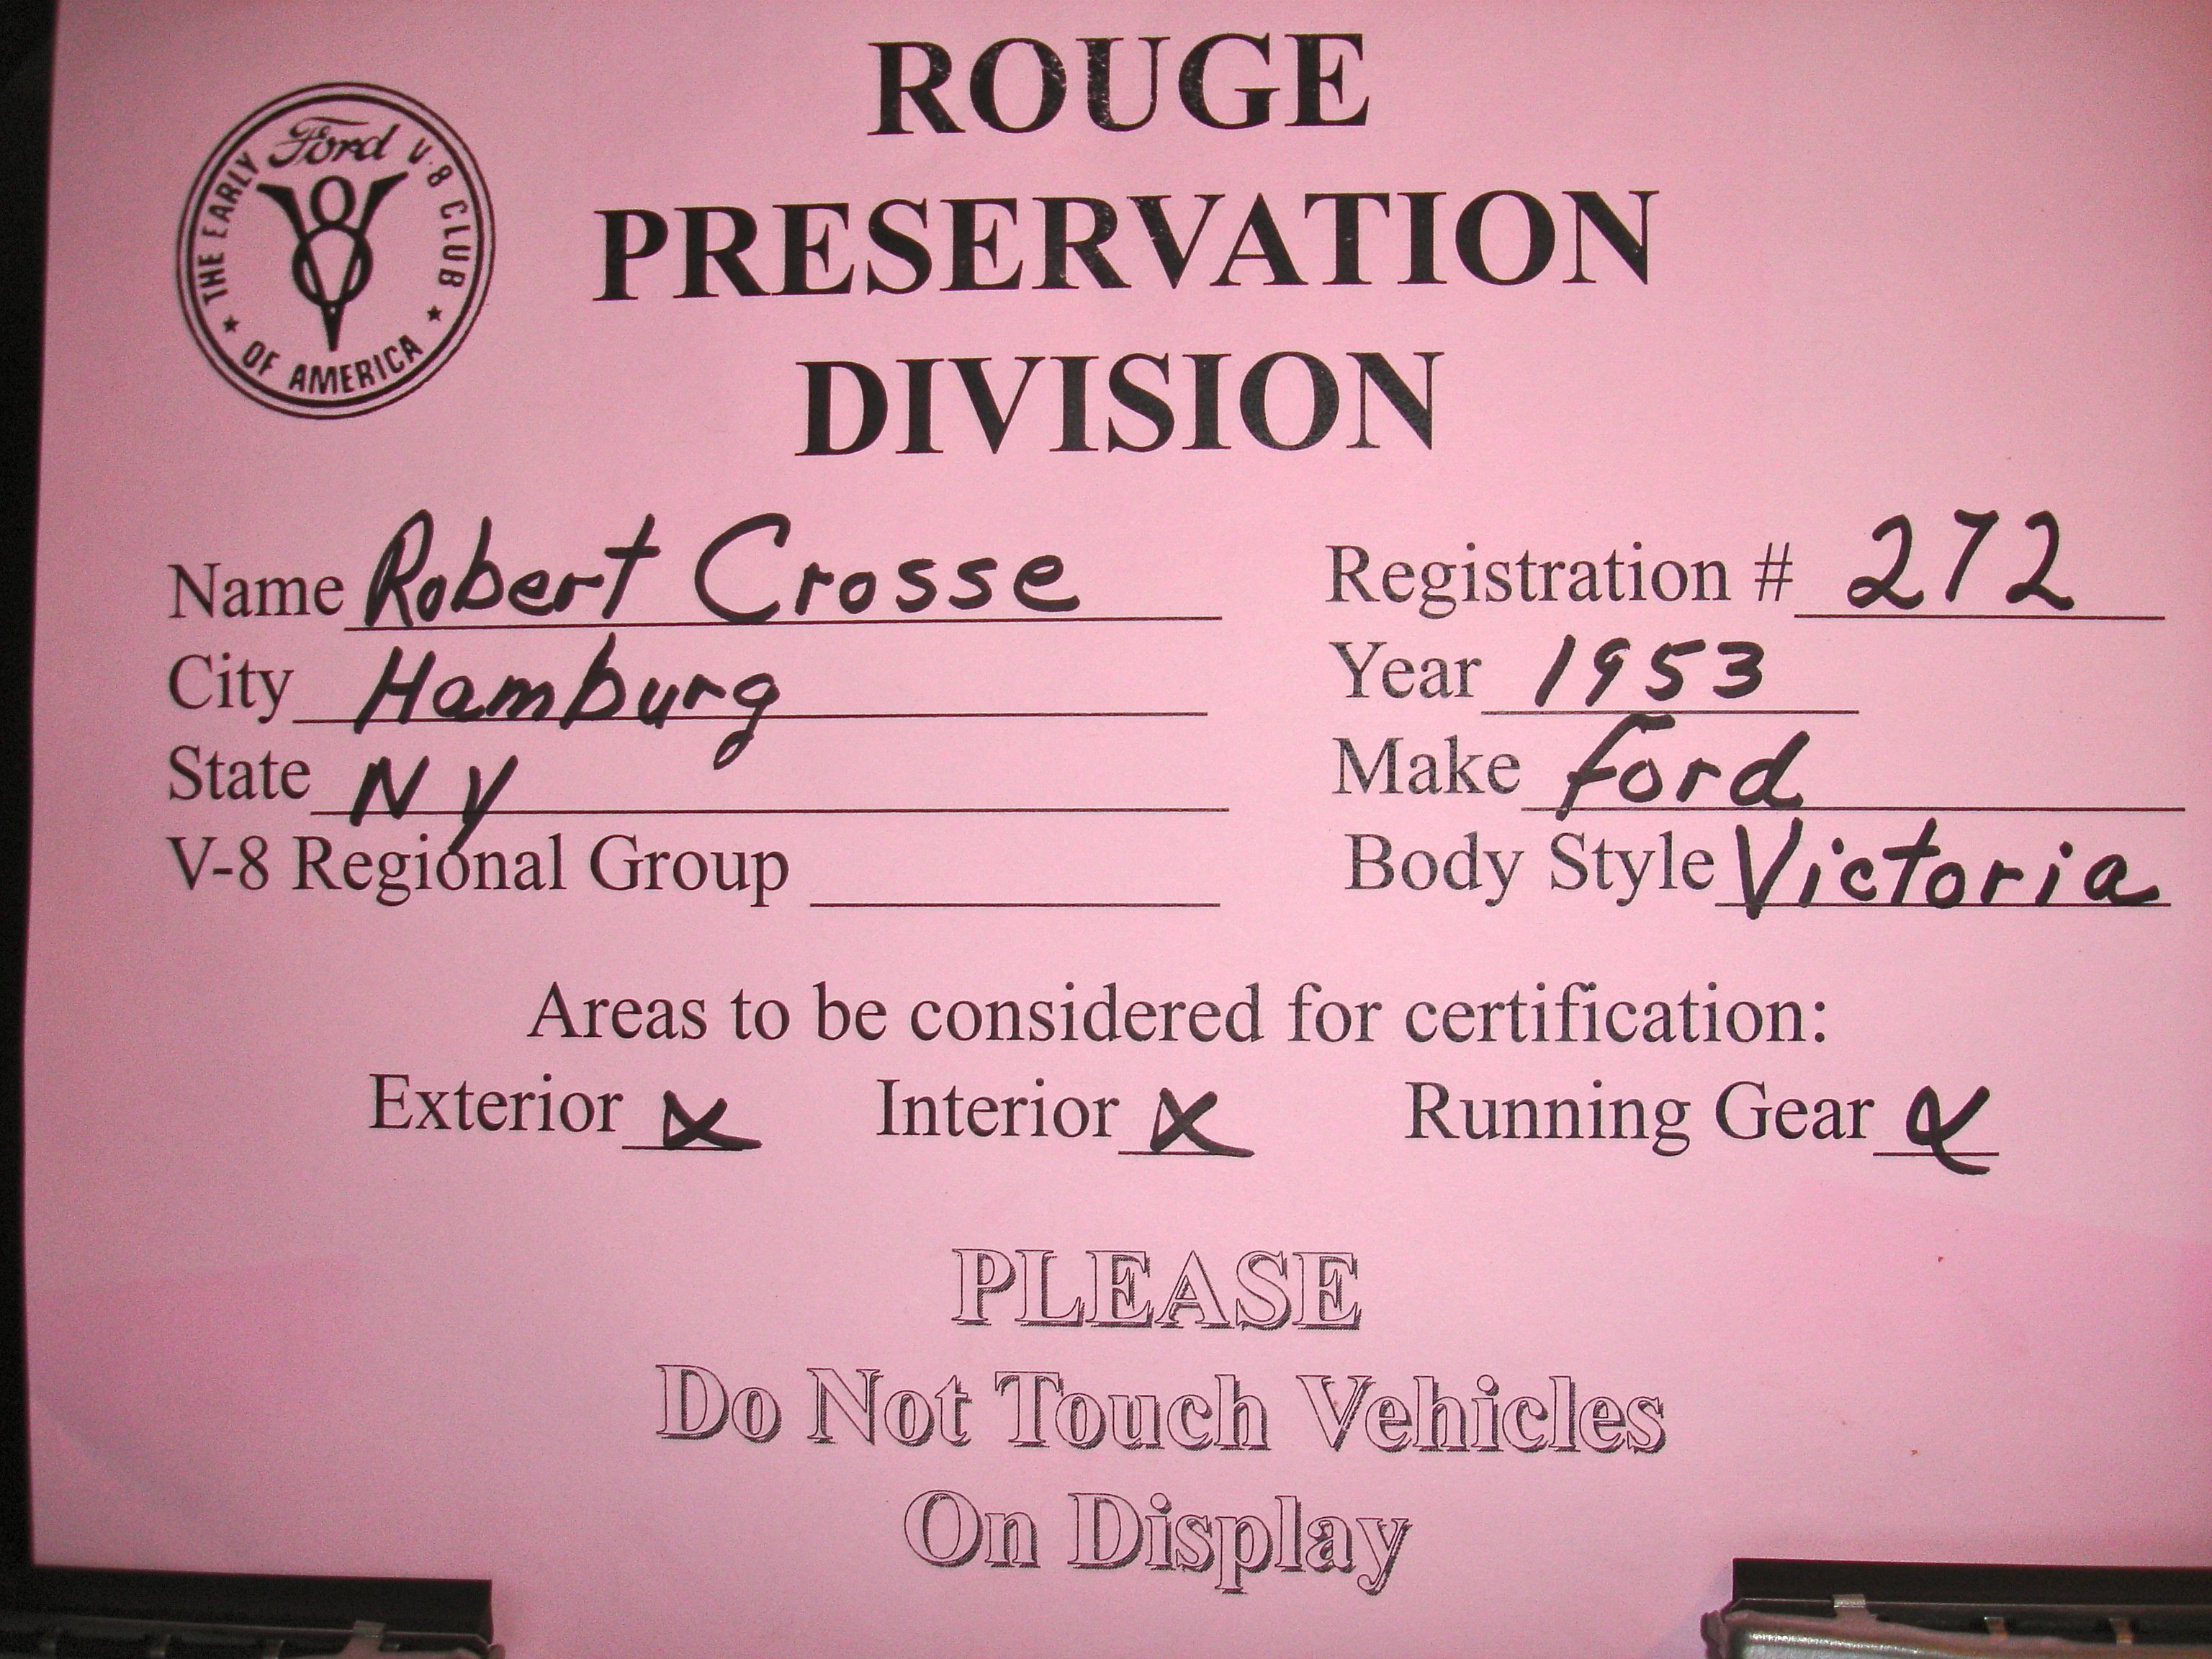 ROUGE
PRESERVATION
DIVISION
THE EARLY Ford V-8 CLUB
OF AMERICA
Name Robert Crosse Registration # 272
City Hamburg Year 1953
State NY Make Ford
V-8 Regional Group Body Style Victoria
Areas to be considered for certification:
Exterior X Interior X Running Gear X
PLEASE
Do Not Touch Vehicles
On Display